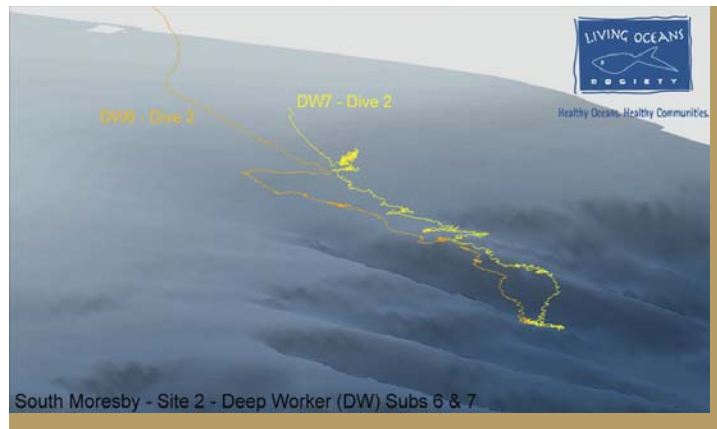 LIVING OCEANS
SOCIETY
Healthy Oceans. Healthy Communities.
DW7 - Dive 2
DW6 - Dive 2
South Moresby - Site 2 - Deep Worker (DW) Subs 6 & 7